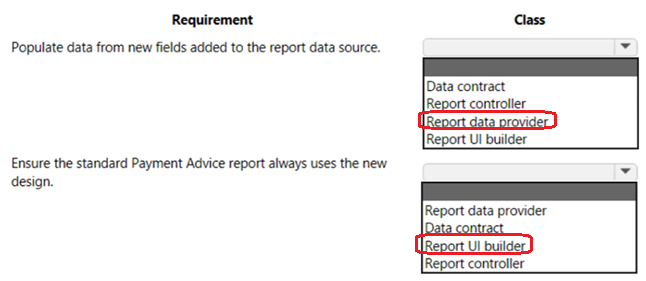 Requirement Class
Populate data from new fields added to the report data source.
Data contract
Report controller
Report data provider
Report UI builder
Ensure the standard Payment Advice report always uses the new
design.
Report data provider
Data contract
Report UI builder
Report controller